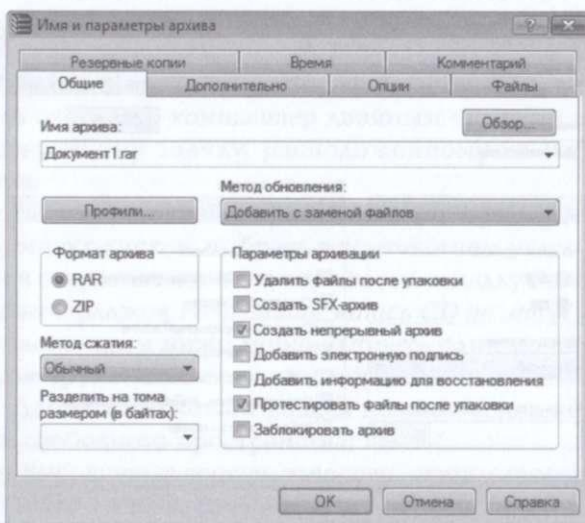 Имя и параметры архива
Резервные копии Время Комментарий
Общие Дополнительно Опции Файлы
Имя архива:
Обзор...
Документ1.rar
Метод обновления:
Профили...
Добавить с заменой файлов
Формат архива
RAR
ZIP
Метод сжатия:
Обычный
Разделить на тома
размером (в байтах):
Параметры архивации
Удалить файлы после упаковки
Создать SFX-архив
Создать непрерывный архив
Добавить электронную подпись
Добавить информацию для восстановления
Протестировать файлы после упаковки
Заблокировать архив
OK Отмена Справка